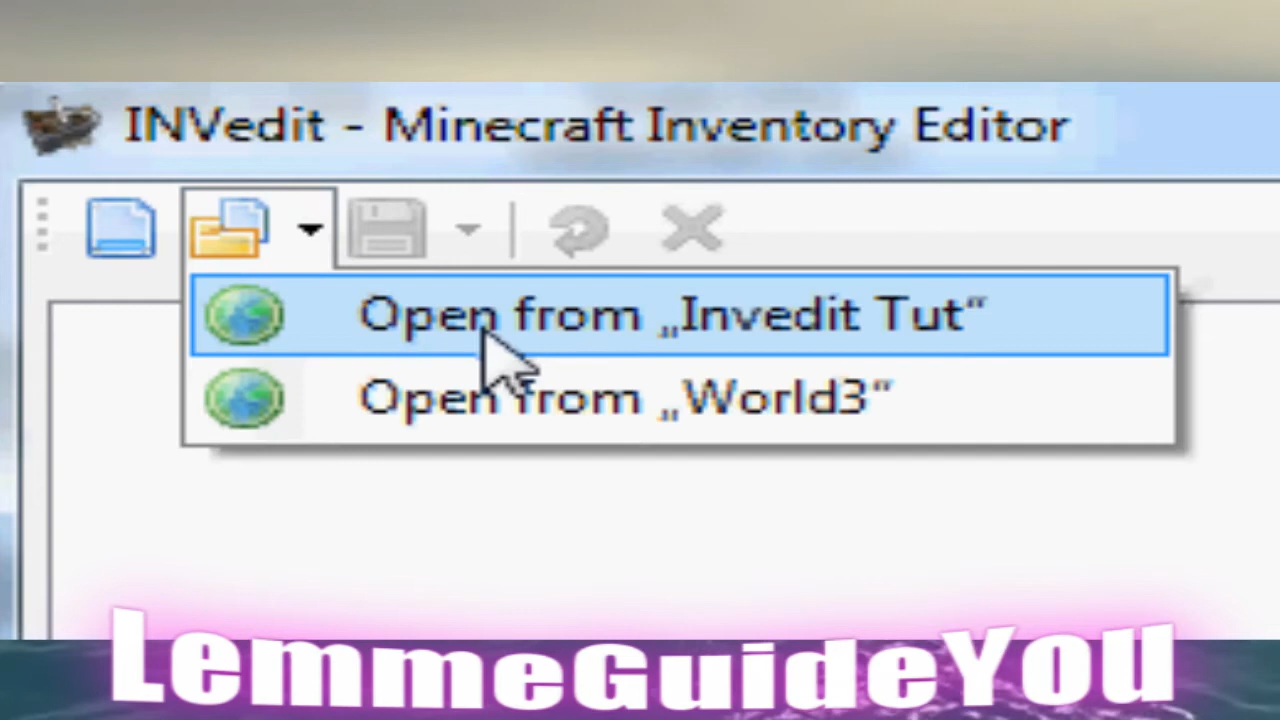 INVedit - Minecraft Inventory Editor
Open from „Invedit Tut“
Open from „World3“
LemmeGuideYou